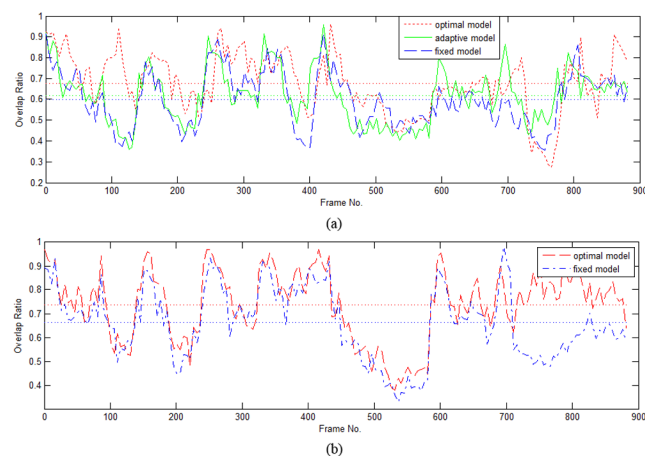 1
0.9
0.8
0.7
0.6
0.5
0.4
0.3
0.2
Overlap Ratio
optimal model
adaptive model
fixed model
0 100 200 300 400 500 600 700 800 900
Frame No.
(a)
1
0.9
0.8
0.7
0.6
0.5
0.4
Overlap Ratio
optimal model
fixed model
0 100 200 300 400 500 600 700 800 900
Frame No.
(b)